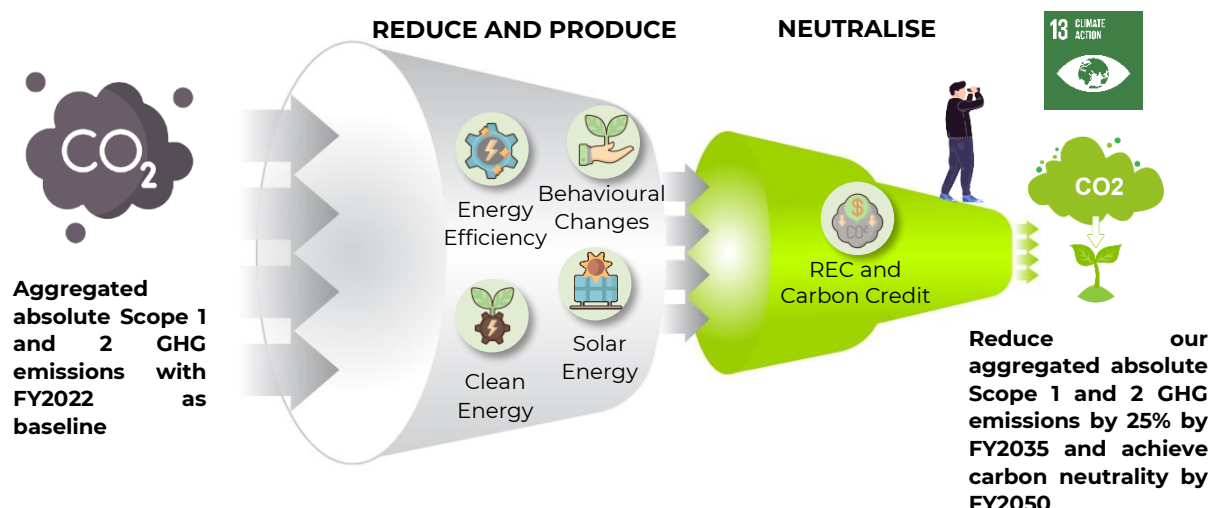 REDUCE AND PRODUCE
NEUTRALISE
13 CLIMATE
ACTION
CO2
Aggregated
absolute Scope 1
and 2 GHG
emissions with
FY2022 as
baseline
Energy
Efficiency
Behavioural
Changes
Clean
Energy
Solar
Energy
$
CO2
REC and
Carbon Credit
CO2
Reduce our
aggregated absolute
Scope 1 and 2 GHG
emissions by 25% by
FY2035 and achieve
carbon neutrality by
FY2050